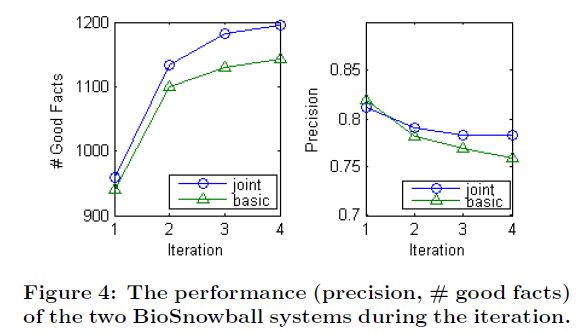 1200
1100
1000
900
# Good Facts
joint
basic
1 2 3 4
Iteration
0.85
0.8
0.75
0.7
Precision
joint
basic
1 2 3 4
Iteration
Figure 4: The performance (precision, # good facts)
of the two BioSnowball systems during the iteration.